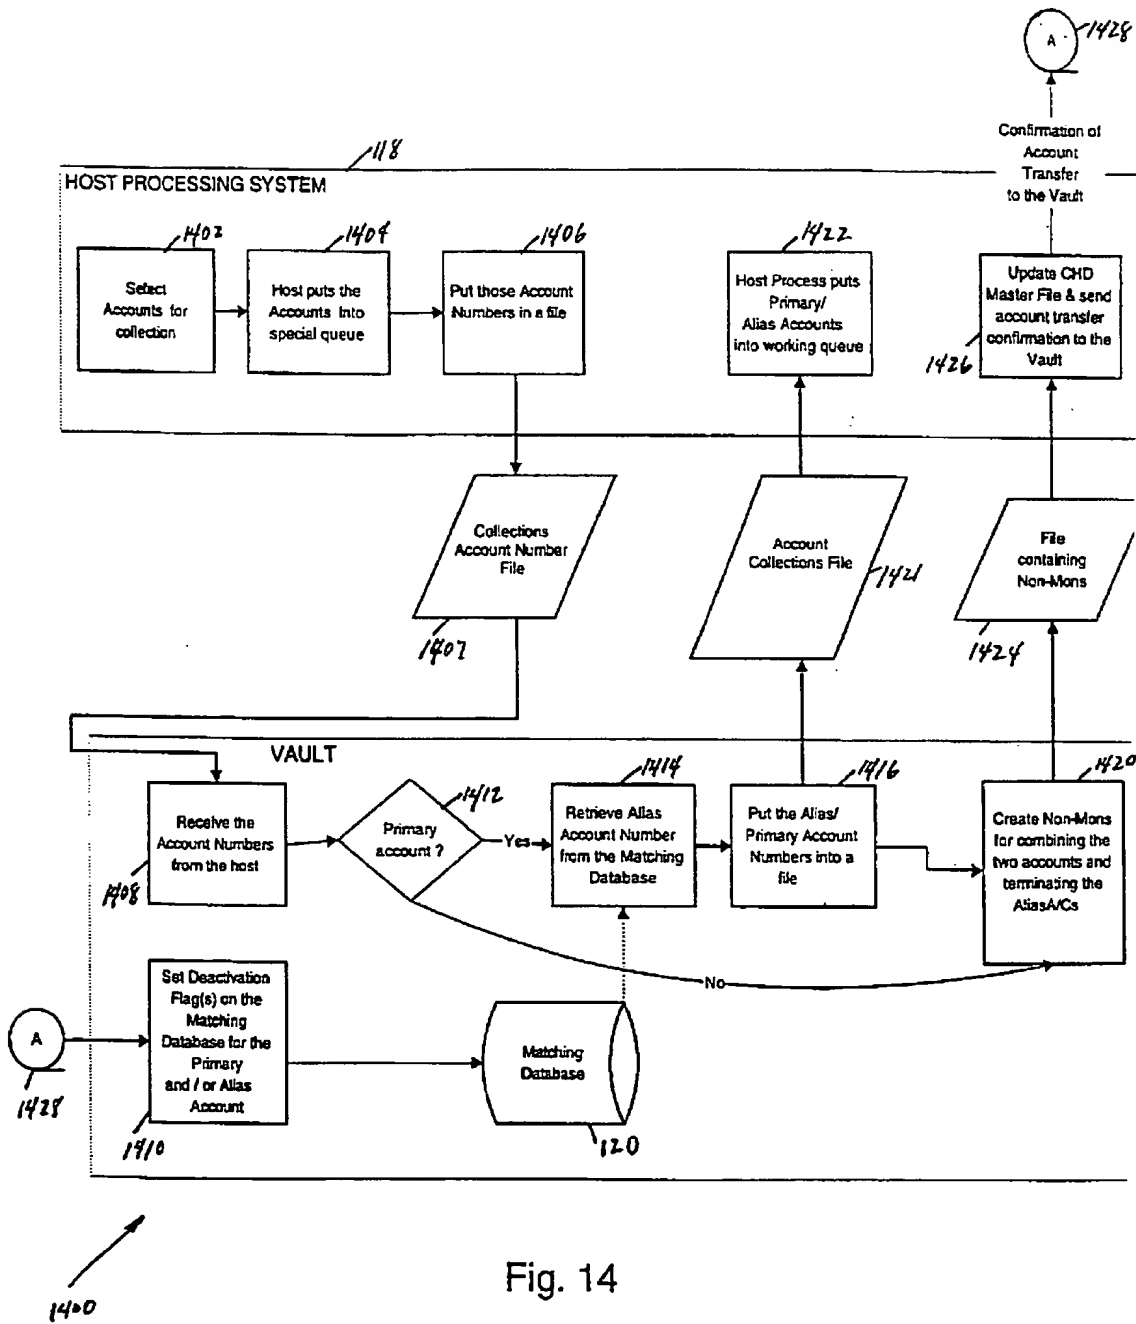 A
1428
Confirmation of
Account
Transfer
to the Vault
118
HOST PROCESSING SYSTEM
1402
Select
Accounts for
collection
1404
Host puts the
Accounts into
special queue
1406
Put those Account
Numbers in a file
1422
Host Process puts
Primary/
Alias Accounts
into working queue
Update CHD
Master File & send
account transfer
confirmation to the
Vault
1426
Collections
Account Number
File
1407
Account
Collections File
1421
File
containing
Non-Mons
1424
VAULT
Receive the
Account Numbers
from the host
1408
1412
Primary
account ?
Yes
No
1414
Retrieve Alias
Account Number
from the Matching
Database
1416
Put the Alias/
Primary Account
Numbers into a
file
1420
Create Non-Mons
for combining the
two accounts and
terminating the
AliasA/Cs
A
1428
Set Deactivation
Flag(s) on the
Matching
Database for the
Primary
and / or Alias
Account
1410
Matching
Database
120
1400
Fig. 14